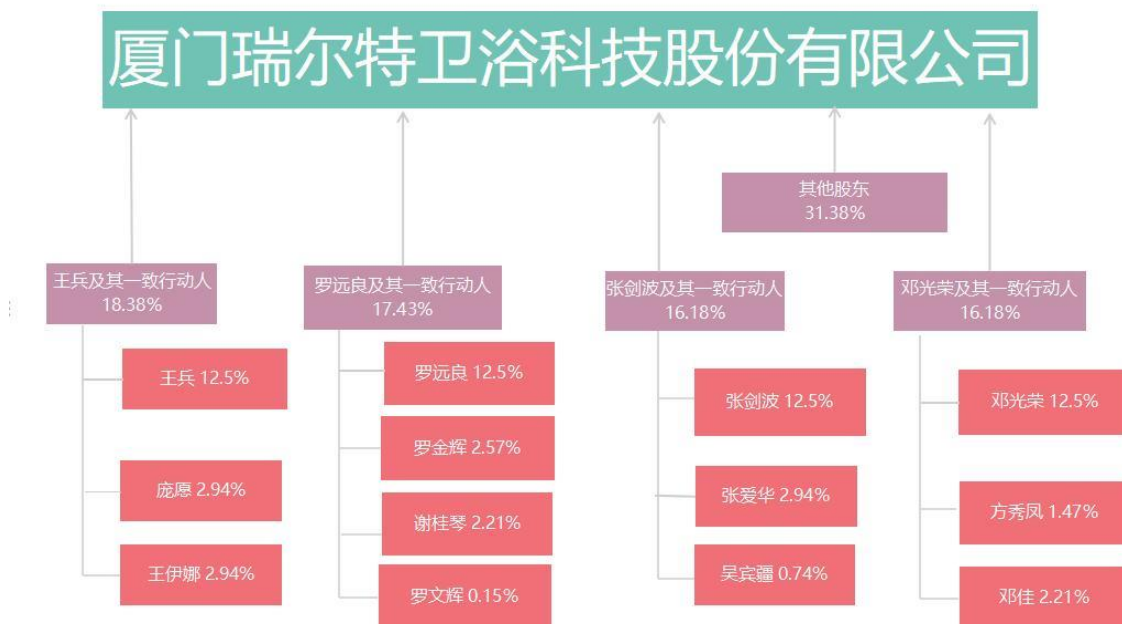 厦门瑞尔特卫浴科技股份有限公司
其他股东
31.38%
王兵及其一致行动人
18.38%
罗远良及其一致行动人
17.43%
张剑波及其一致行动人
16.18%
邓光荣及其一致行动人
16.18%
王兵 12.5%
庞愿 2.94%
王伊娜 2.94%
罗远良 12.5%
罗金辉 2.57%
谢桂琴 2.21%
罗文辉 0.15%
张剑波 12.5%
张爱华 2.94%
吴宾疆 0.74%
邓光荣 12.5%
方秀凤 1.47%
邓佳 2.21%